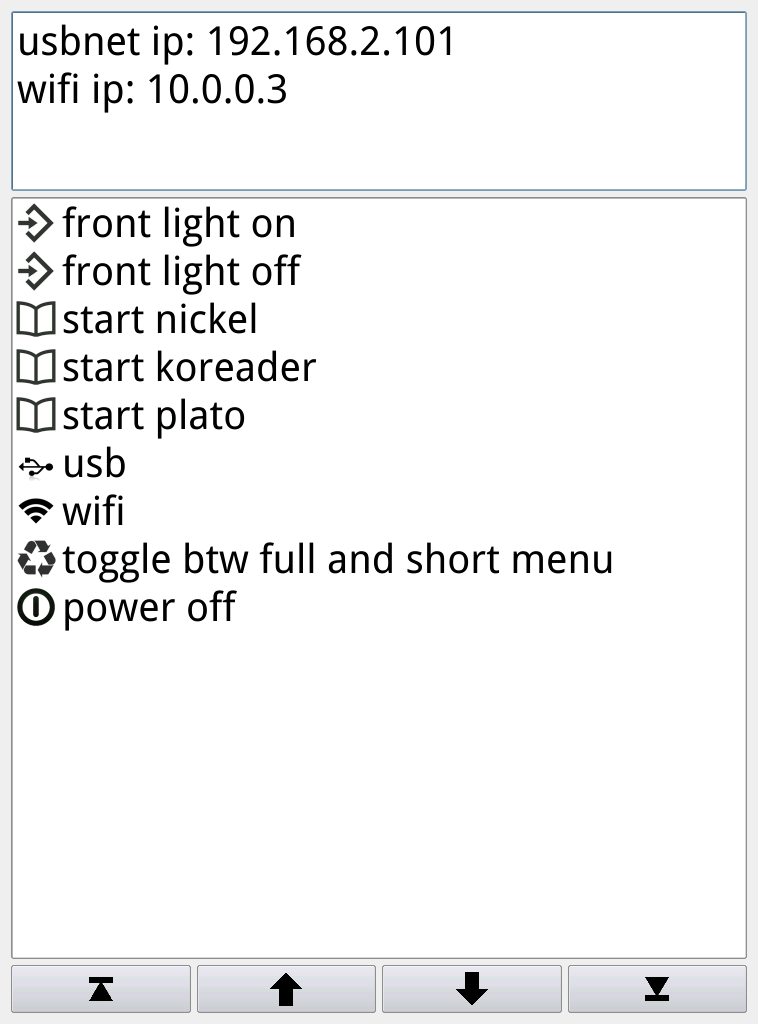 usbnet ip: 192.168.2.101
wifi ip: 10.0.0.3
front light on
front light off
start nickel
start koreader
start plato
usb
wifi
toggle btw full and short menu
power off